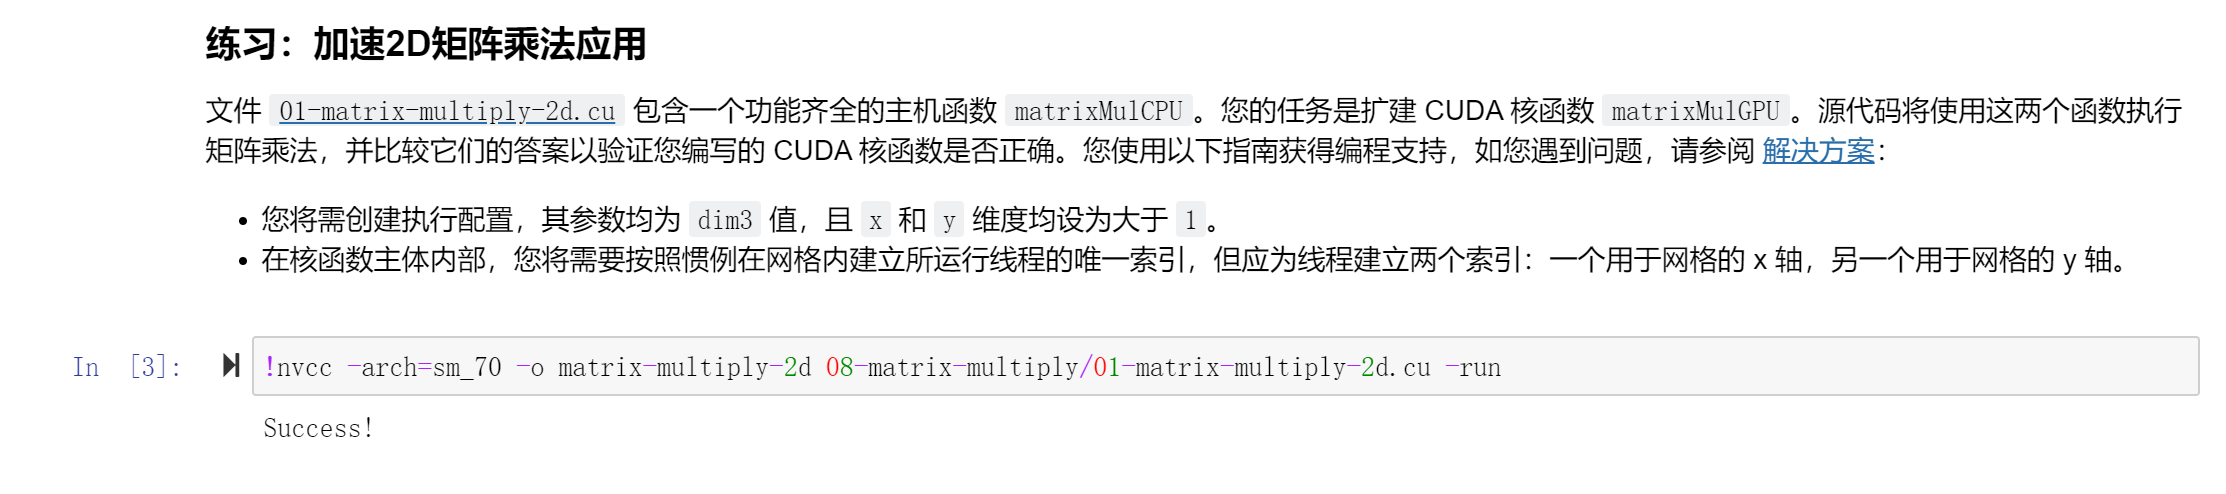 练习：加速2D矩阵乘法应用
文件 01-matrix-multiply-2d.cu 包含一个功能齐全的主机函数 matrixMulCPU。您的任务是扩建 CUDA 核函数 matrixMulGPU。源代码将使用这两个函数执行
矩阵乘法，并比较它们的答案以验证您编写的 CUDA 核函数是否正确。您使用以下指南获得编程支持，如您遇到问题，请参阅 解决方案：
• 您将需创建执行配置，其参数均为 dim3 值，且 x 和 y 维度均设为大于 1。
• 在核函数主体内部，您将需要按照惯例在网格内建立所运行线程的唯一索引，但应为线程建立两个索引：一个用于网格的 x 轴，另一个用于网格的 y 轴。
In [3]: !nvcc -arch=sm_70 -o matrix-multiply-2d 08-matrix-multiply/01-matrix-multiply-2d.cu -run
Success!